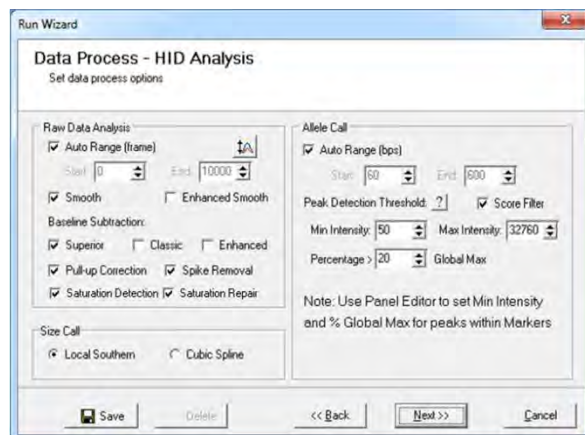 Run Wizard
Data Process - HID Analysis
Set data process options
Raw Data Analysis
Auto Range (frame)
Start: 0 End: 10000
Smooth Enhanced Smooth
Baseline Subtraction:
Superior Classic Enhanced
Pull-up Correction Spike Removal
Saturation Detection Saturation Repair
Size Call
Local Southern Cubic Spline
Allele Call
Auto Range (bps)
Start: 60 End: 600
Peak Detection Threshold: ? Score Filter
Min Intensity: 50 Max Intensity: 32760
Percentage > 20 Global Max
Note: Use Panel Editor to set Min Intensity
and % Global Max for peaks within Markers
Save Delete << Back Next >> Cancel